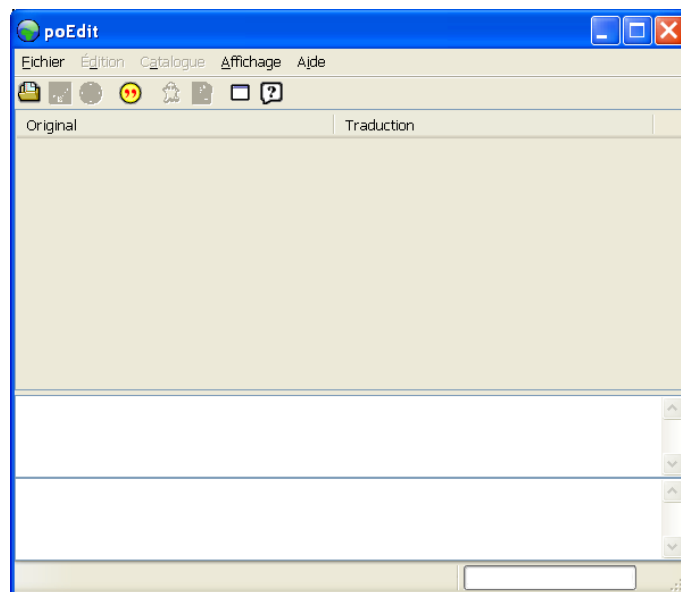 poEdit
Fichier Édition Catalogue Affichage Aide
Original Traduction